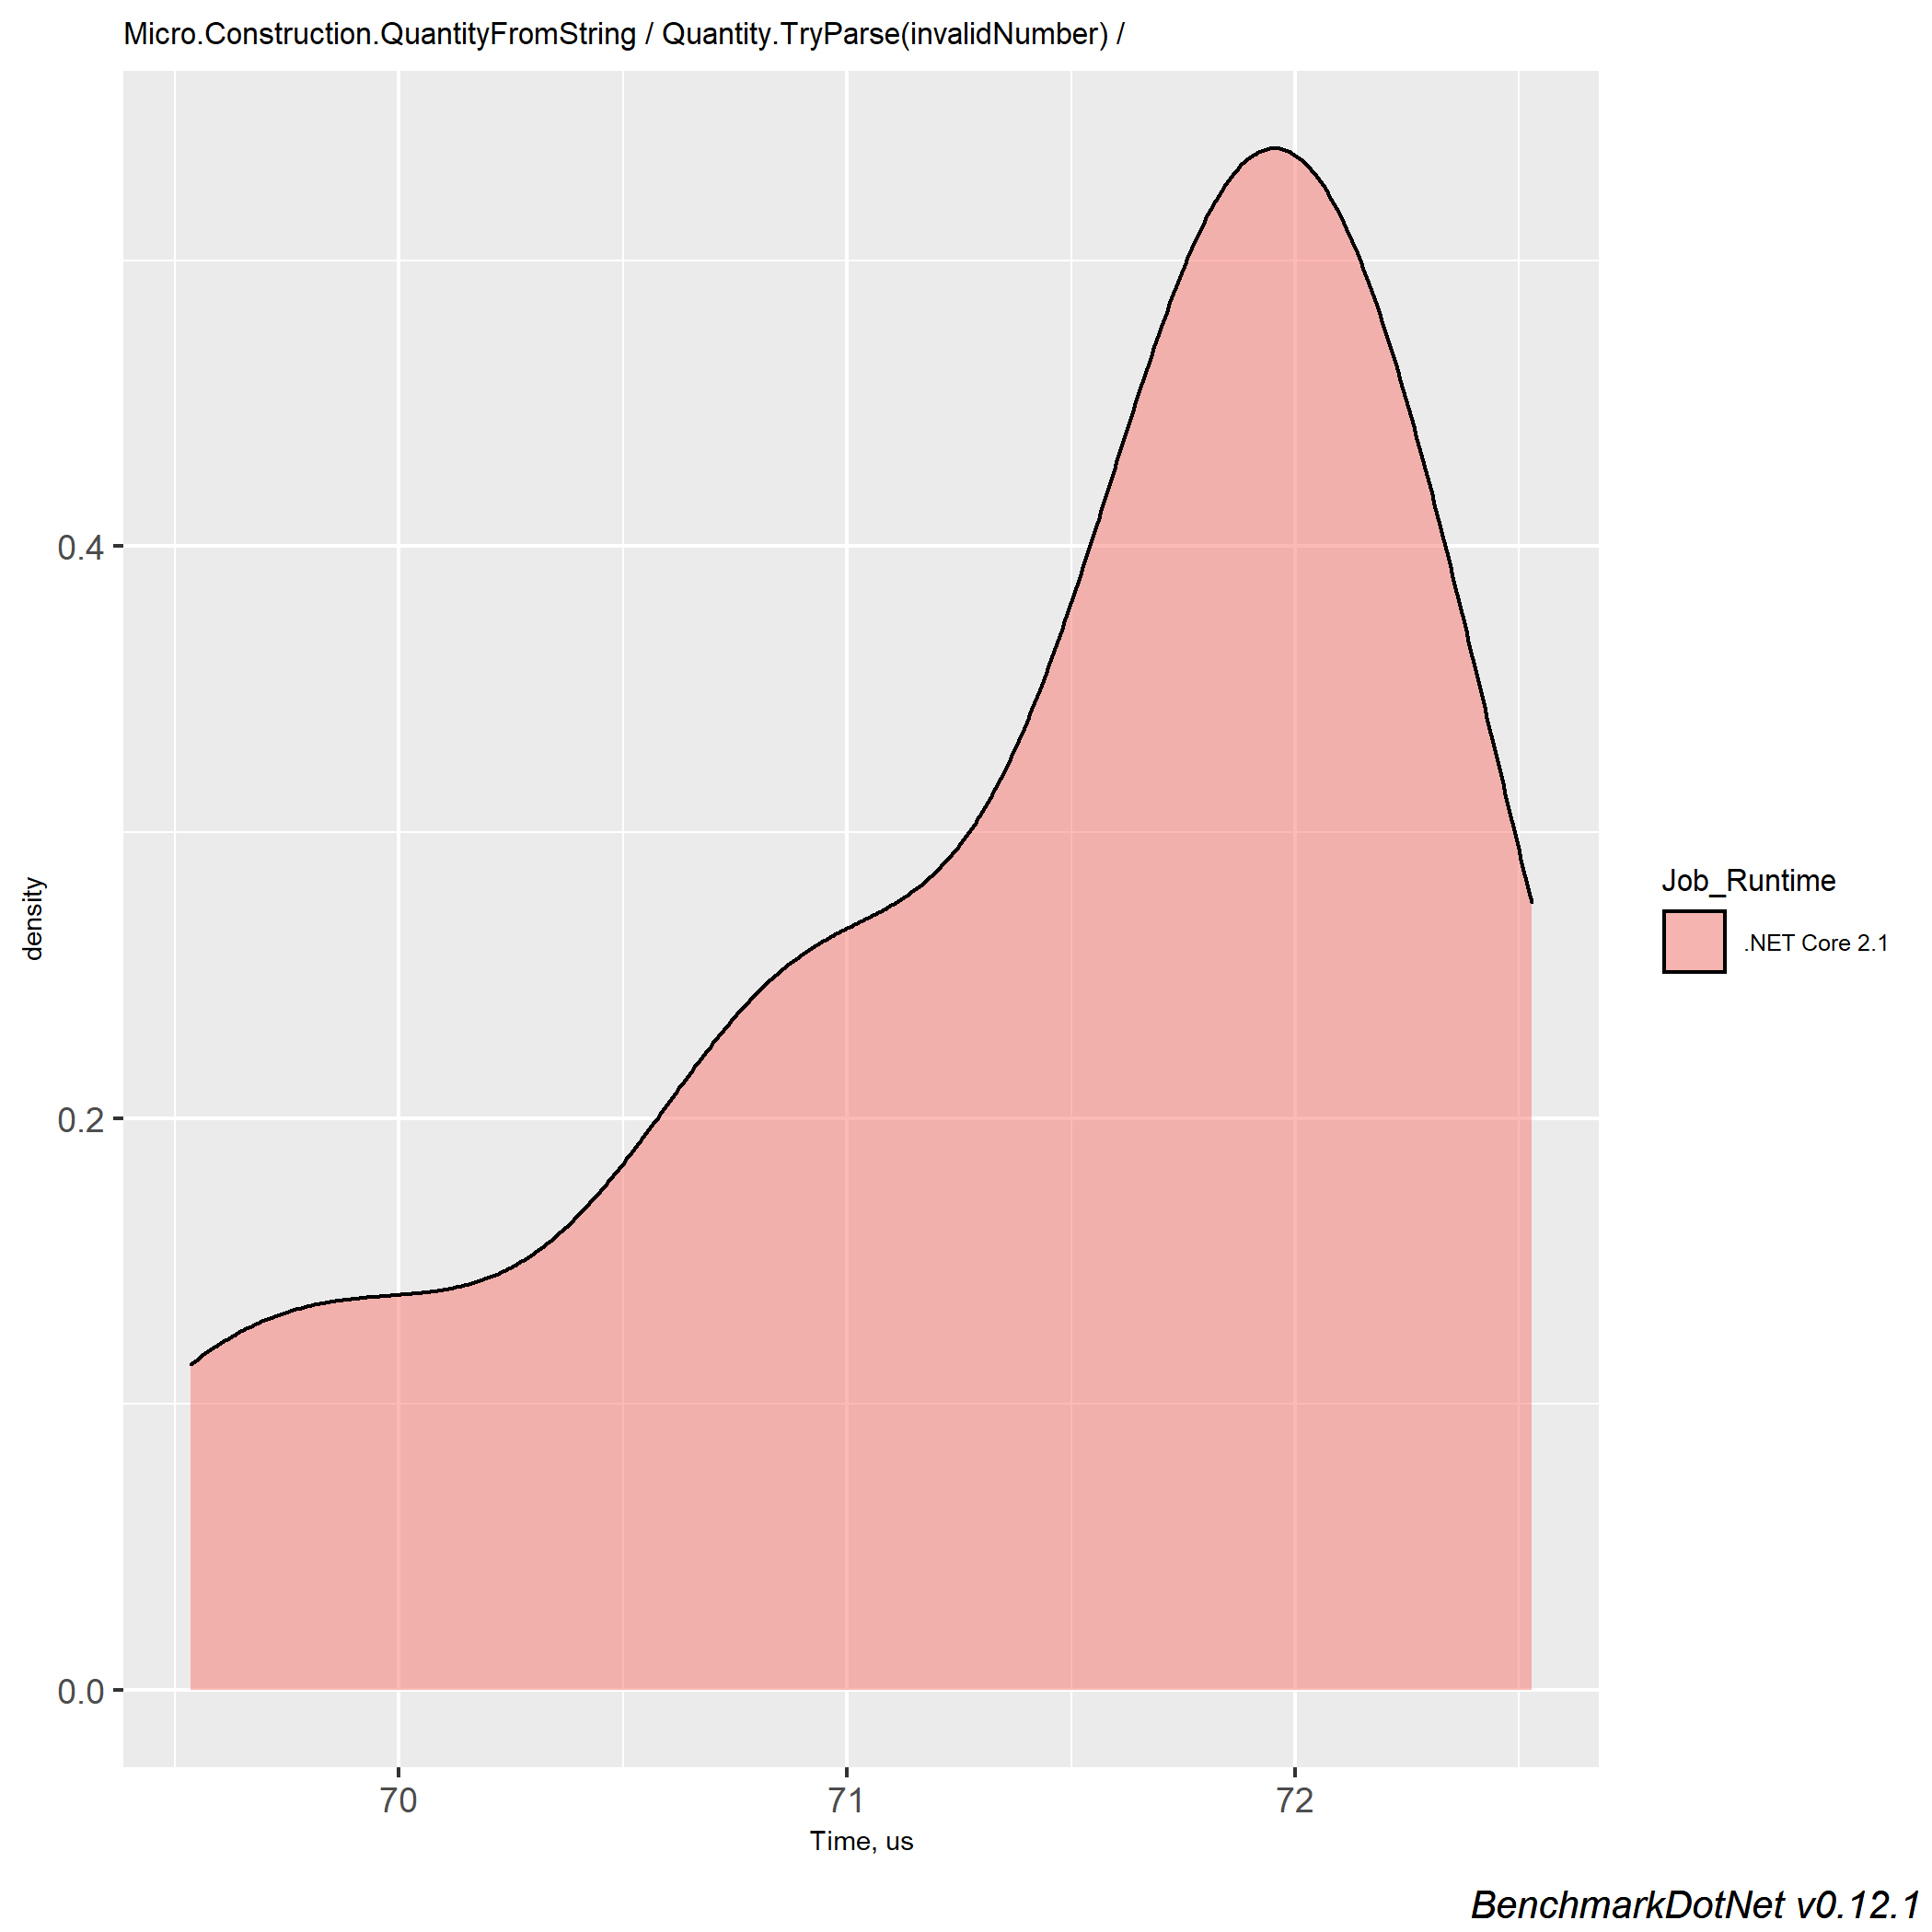 Micro.Construction.QuantityFromString / Quantity.TryParse(invalidNumber) /
density
0.4
0.2
0.0
70 71 72
Time, us
Job_Runtime
.NET Core 2.1
BenchmarkDotNet v0.12.1